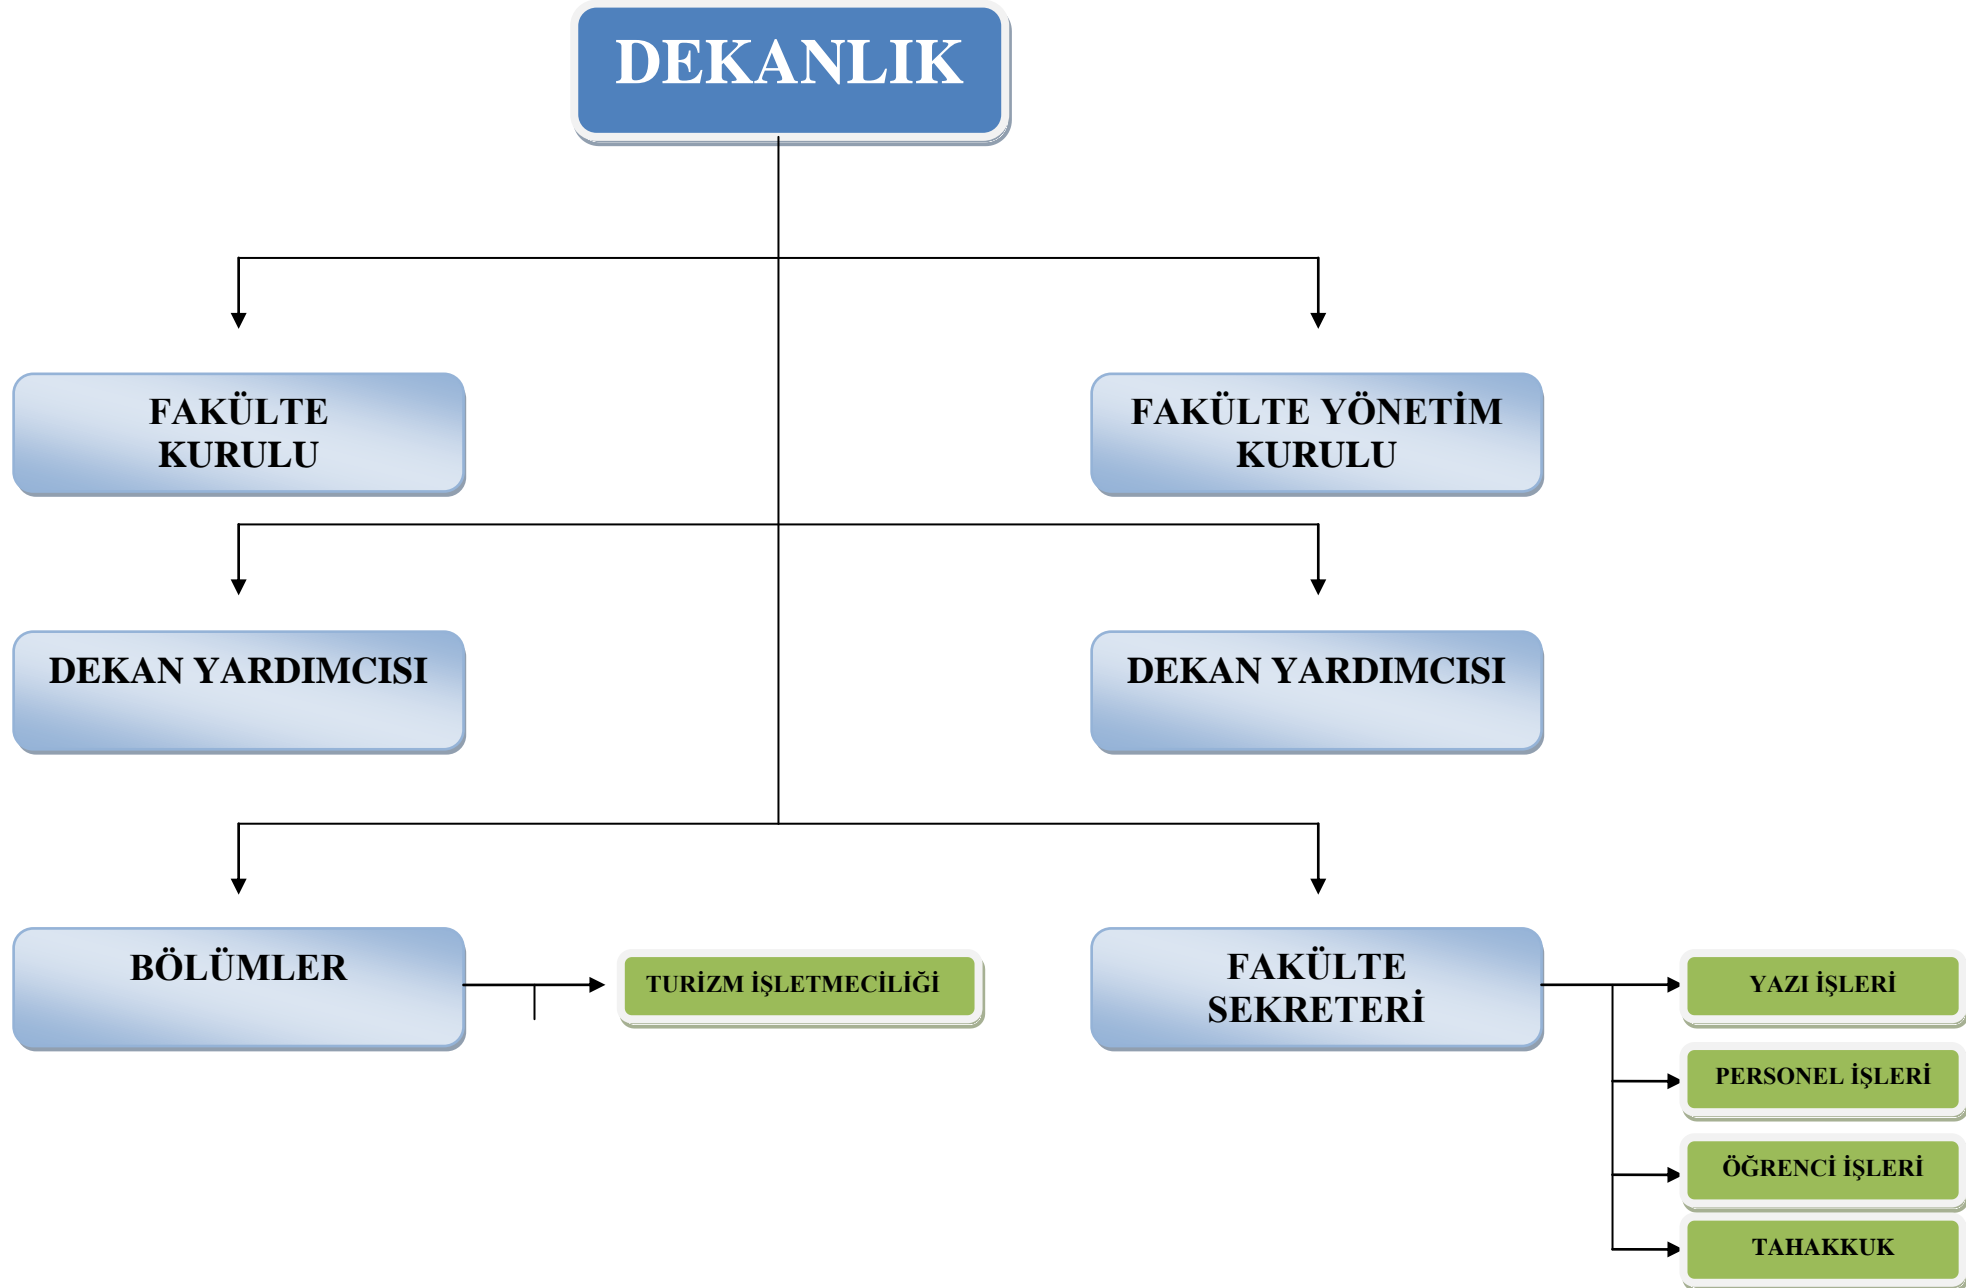 DEKANLIK
FAKÜLTE
KURULU
FAKÜLTE YÖNETİM
KURULU
DEKAN YARDIMCISI
DEKAN YARDIMCISI
BÖLÜMLER
TURİZM İŞLETMECİLİĞİ
FAKÜLTE
SEKRETERİ
YAZI İŞLERİ
PERSONEL İŞLERİ
ÖĞRENCİ İŞLERİ
TAHAKKUK